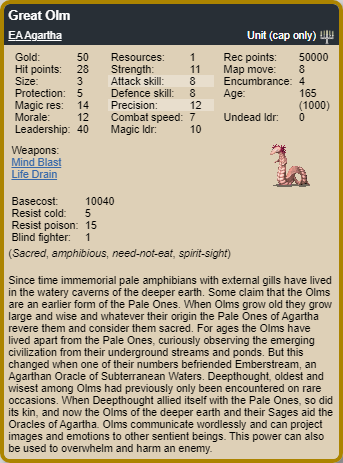 Great Olm
EA Agartha Unit (cap only)
Gold: 50 Resources: 1 Rec points: 50000
Hit points: 28 Strength: 11 Map move: 8
Size: 3 Attack skill: 8 Encumbrance: 4
Protection: 5 Defence skill: 8 Age: 165
Magic res: 14 Precision: 12 (1000)
Morale: 12 Combat speed: 7 Undead ldr: 0
Leadership: 40 Magic ldr: 10
Weapons:
Mind Blast
Life Drain
Basecost: 10040
Resist cold: 5
Resist poison: 15
Blind fighter: 1
(Sacred, amphibious, need-not-eat, spirit-sight)
Since time immemorial pale amphibians with external gills have lived
in the watery caverns of the deeper earth. Some claim that the Olms
are an earlier form of the Pale Ones. When Olms grow old they grow
large and wise and whatever their origin the Pale Ones of Agartha
revere them and consider them sacred. For ages the Olms have
lived apart from the Pale Ones, curiously observing the emerging
civilization from their underground streams and ponds. But this
changed when one of their numbers befriended Emberstream, an
Agarthan Oracle of Subterranean Waters. Deepthought, oldest and
wisest among Olms had previously only been encountered on rare
occasions. When Deepthought allied itself with the Pale Ones, so did
its kin, and now the Olms of the deeper earth and their Sages aid the
Oracles of Agartha. Olms communicate wordlessly and can project
images and emotions to other sentient beings. This power can also
be used to overwhelm and harm an enemy.